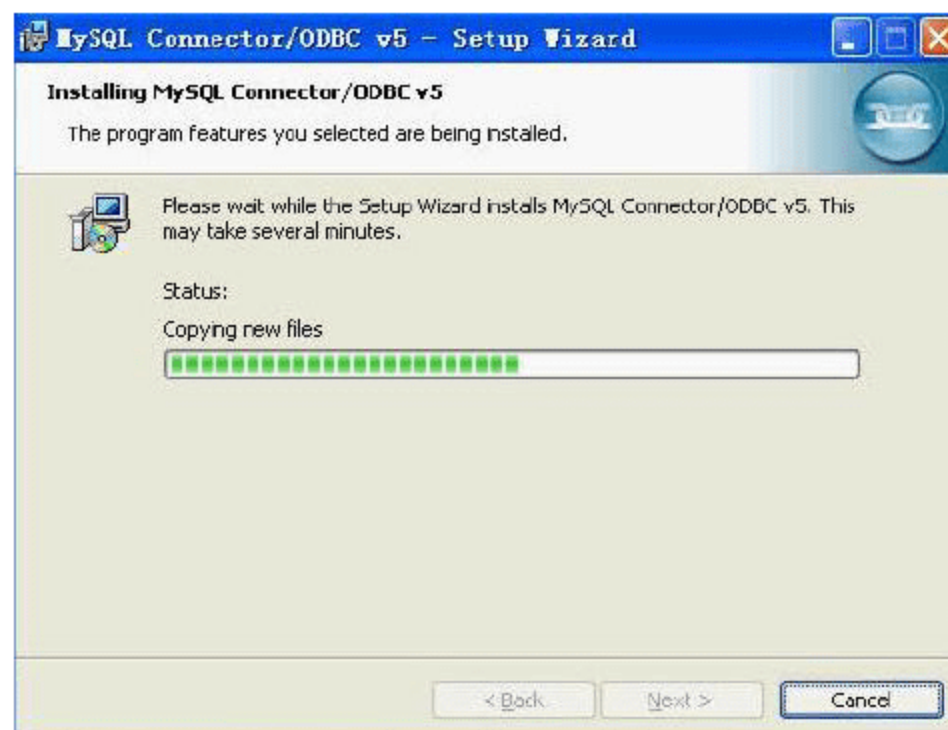 MySQL Connector/ODBC v5 - Setup Wizard
Installing MySQL Connector/ODBC v5
The program features you selected are being installed.
Please wait while the Setup Wizard installs MySQL Connector/ODBC v5. This
may take several minutes.
Status:
Copying new files
< Back
Next >
Cancel